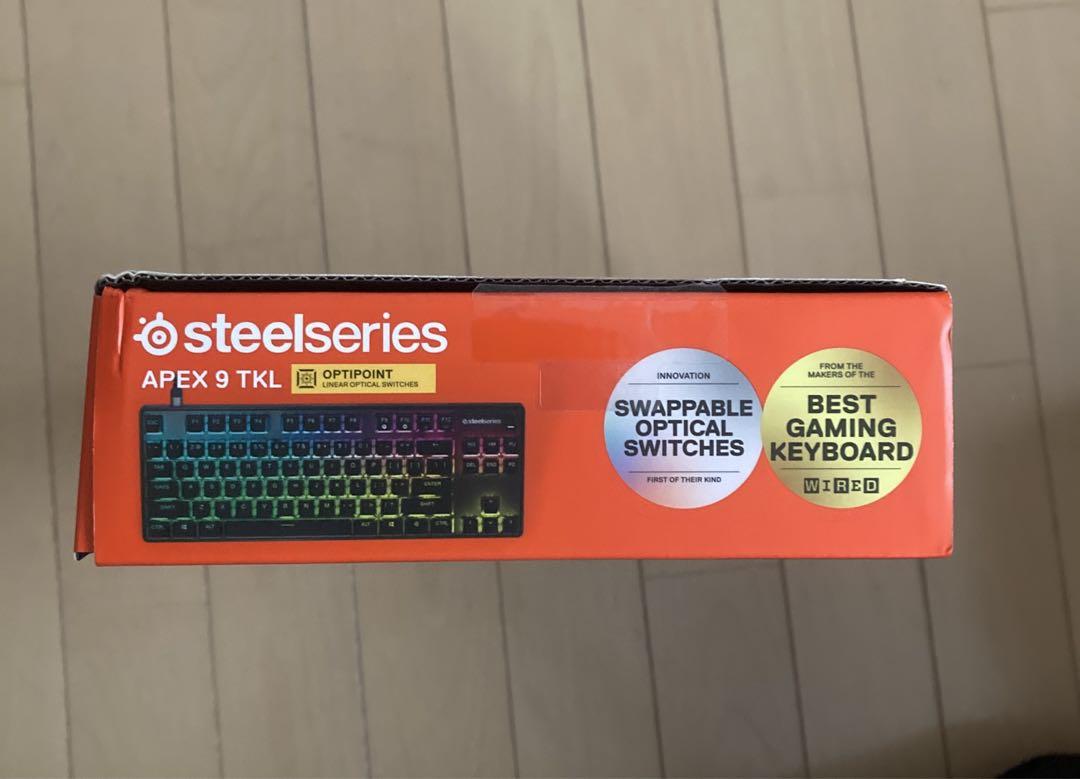 steelseries
APEX 9 TKL
OPTIPOINT
LINEAR OPTICAL SWITCHES
INNOVATION
SWAPPABLE
OPTICAL
SWITCHES
FIRST OF THEIR KIND
FROM THE
MAKERS OF THE
BEST
GAMING
KEYBOARD
WIRED
steelseries